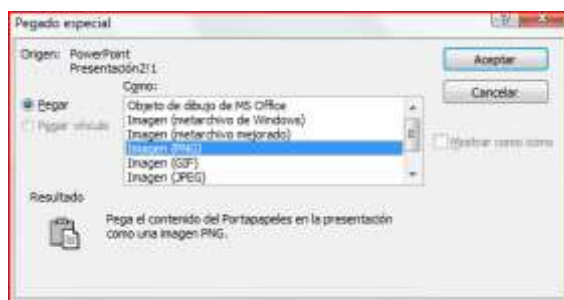 Pegado especial
Origen: PowerPoint
Presentación2!1
Como:
Pegar
Pegar vínculo
Objeto de dibujo de MS Office
Imagen (metarchivo de Windows)
Imagen (metarchivo mejorado)
Imagen (PNG)
Imagen (GIF)
Imagen (JPEG)
Aceptar
Cancelar
Mostrar como icono
Resultado
Pega el contenido del Portapapeles en la presentación
como una imagen PNG.